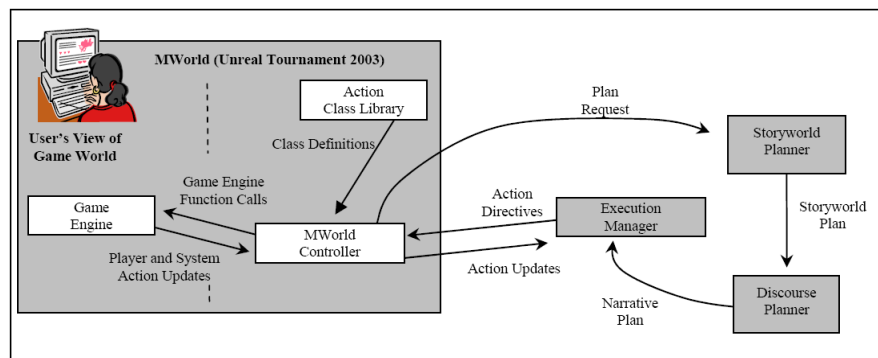 MWorld (Unreal Tournament 2003)
User's View of
Game World
Action
Class Library
Class Definitions
Plan
Request
Storyworld
Planner
Game Engine
Function Calls
Game
Engine
MWorld
Controller
Player and System
Action Updates
Action
Directives
Action Updates
Execution
Manager
Storyworld
Plan
Narrative
Plan
Discourse
Planner